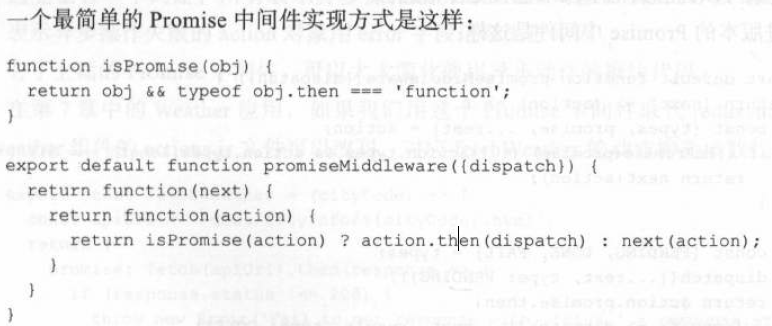 一个最简单的 Promise 中间件实现方式是这样：
function isPromise(obj) {
  return obj && typeof obj.then === 'function';
}
export default function promiseMiddleware({dispatch}) {
  return function(next) {
    return function(action) {
      return isPromise(action) ? action.then(dispatch) : next(action);
    }
  }
}